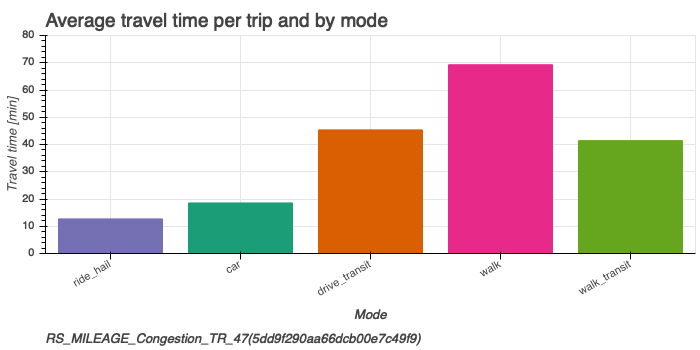 Average travel time per trip and by mode
80
70
60
50
40
30
20
10
0
Travel time [min]
ride_hail
car
drive_transit
walk
walk_transit
Mode
RS_MILEAGE_Congestion_TR_47(5dd9f290aa66dcb00e7c49f9)